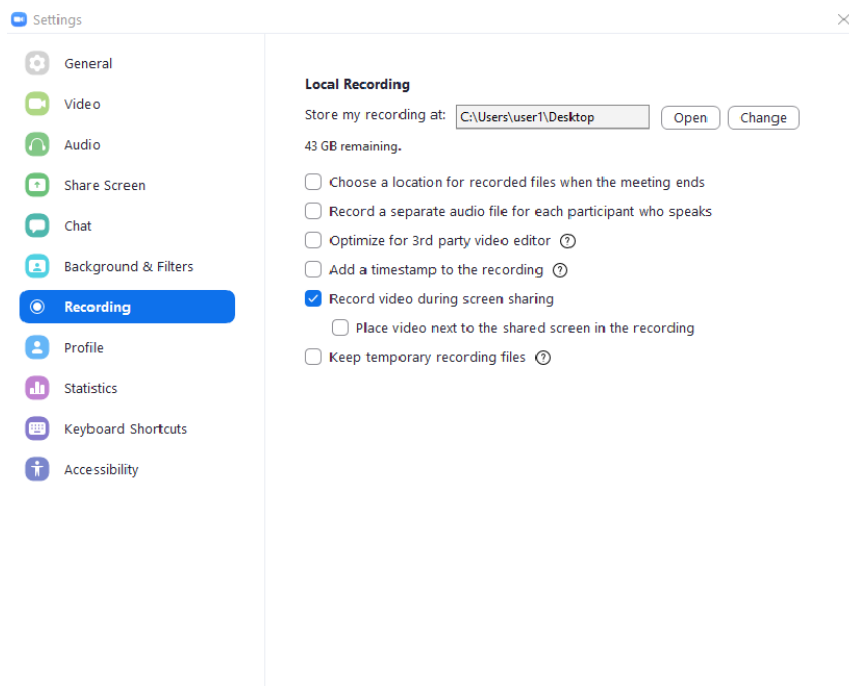 Settings
General
Video
Audio
Share Screen
Chat
Background & Filters
Recording
Profile
Statistics
Keyboard Shortcuts
Accessibility
Local Recording
Store my recording at: C:\Users\user1\Desktop Open Change
43 GB remaining.
Choose a location for recorded files when the meeting ends
Record a separate audio file for each participant who speaks
Optimize for 3rd party video editor ?
Add a timestamp to the recording ?
Record video during screen sharing
Place video next to the shared screen in the recording
Keep temporary recording files ?